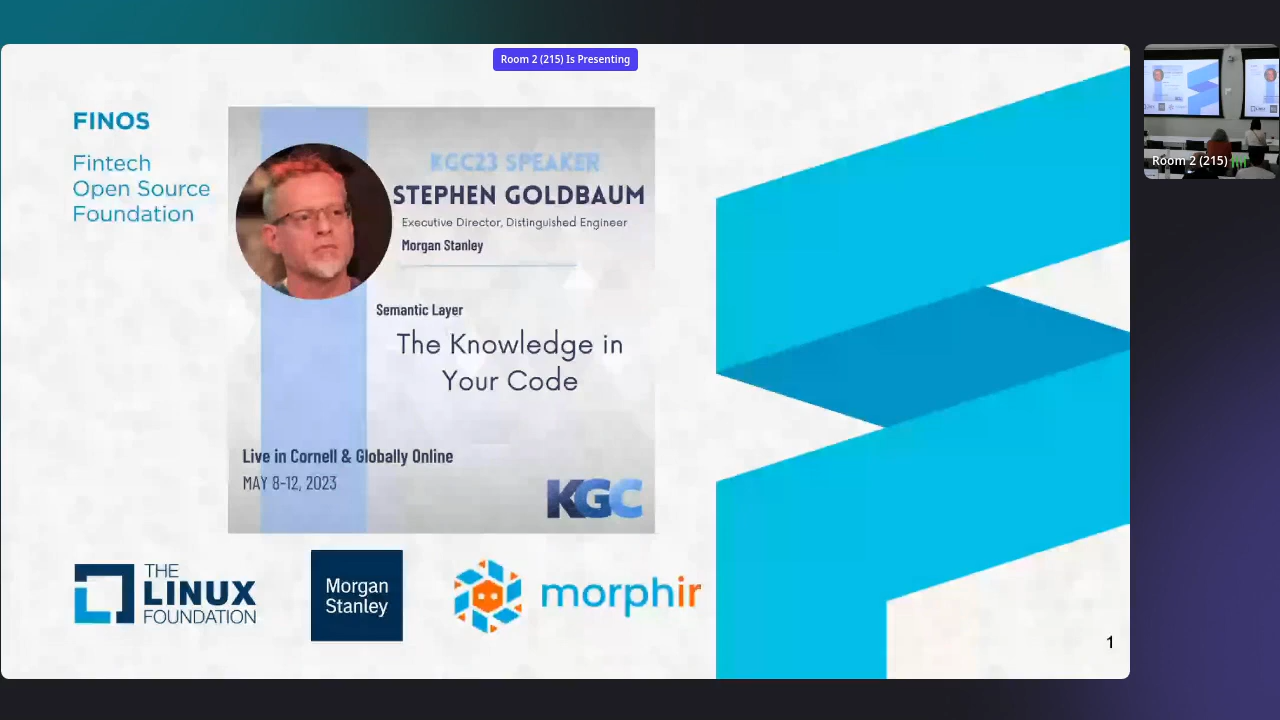 Room 2 (215) Is Presenting
FINOS
Fintech
Open Source
Foundation
KGC23 SPEAKER
STEPHEN GOLDBAUM
Executive Director, Distinguished Engineer
Morgan Stanley
Semantic Layer
The Knowledge in
Your Code
Live in Cornell & Globally Online
MAY 8-12, 2023
KGC
THE
LINUX
FOUNDATION
Morgan
Stanley
morphir
1
Room 2 (215)